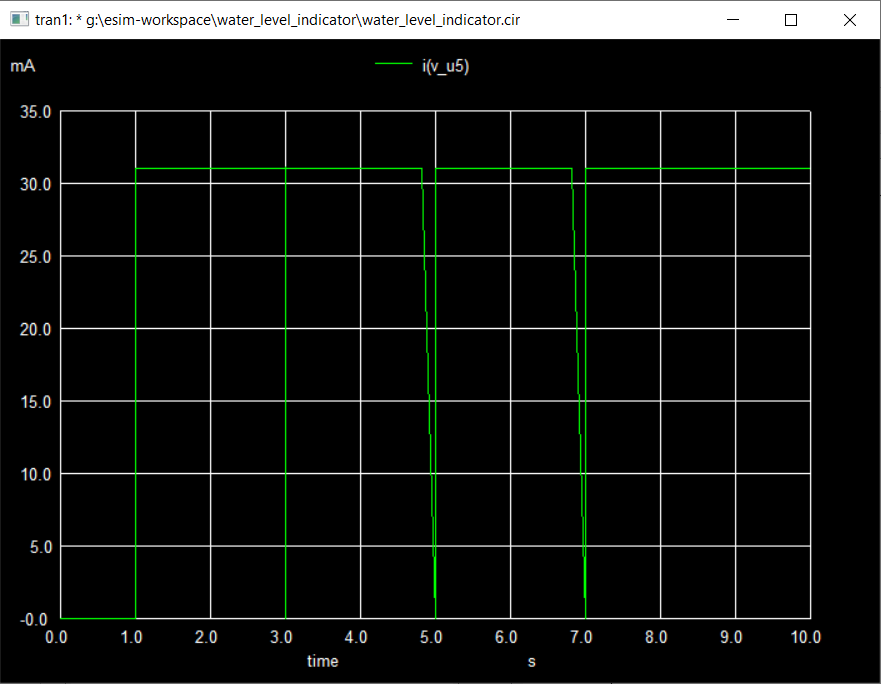 tran1: * g:\esim-workspace\water_level_indicator\water_level_indicator.cir
mA i(v_u5)
35.0
30.0
25.0
20.0
15.0
10.0
5.0
-0.0
0.0 1.0 2.0 3.0 4.0 5.0 6.0 7.0 8.0 9.0 10.0
time s